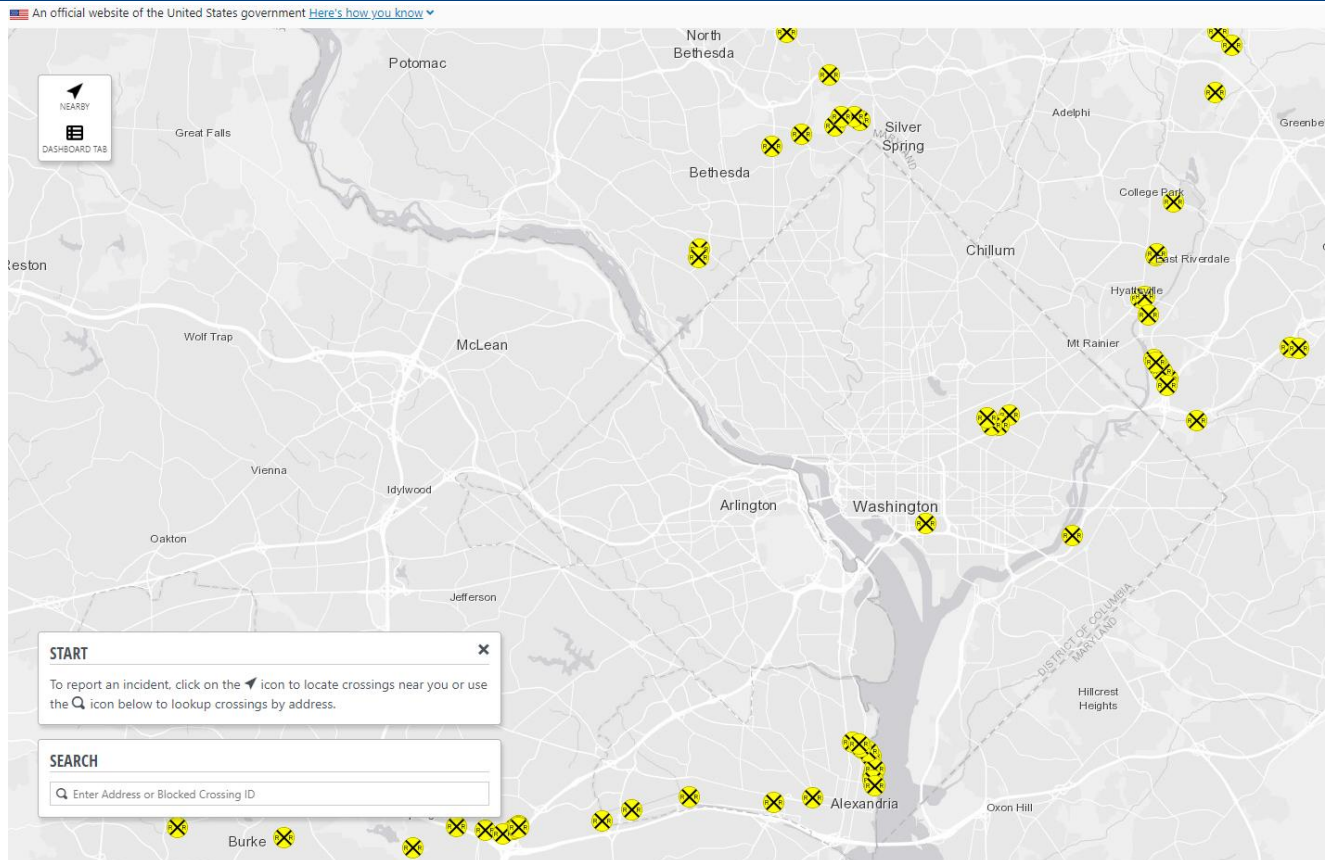 An official website of the United States government Here's how you know
North
Bethesda
Potomac
NEARBY
DASHBOARD TAB
Great Falls
Adelphi
Silver
Spring
MARYLAND
Bethesda
College Park
Chillum
East Riverdale
Hyattsville
Wolf Trap
McLean
Mt Rainier
Vienna
Idylwood
Arlington
Washington
Oakton
Jefferson
DISTRICT OF COLUMBIA
MARYLAND
START
To report an incident, click on the icon to locate crossings near you or use
the icon below to lookup crossings by address.
Hillcrest
Heights
SEARCH
Enter Address or Blocked Crossing ID
Alexandria
Oxon Hill
Burke